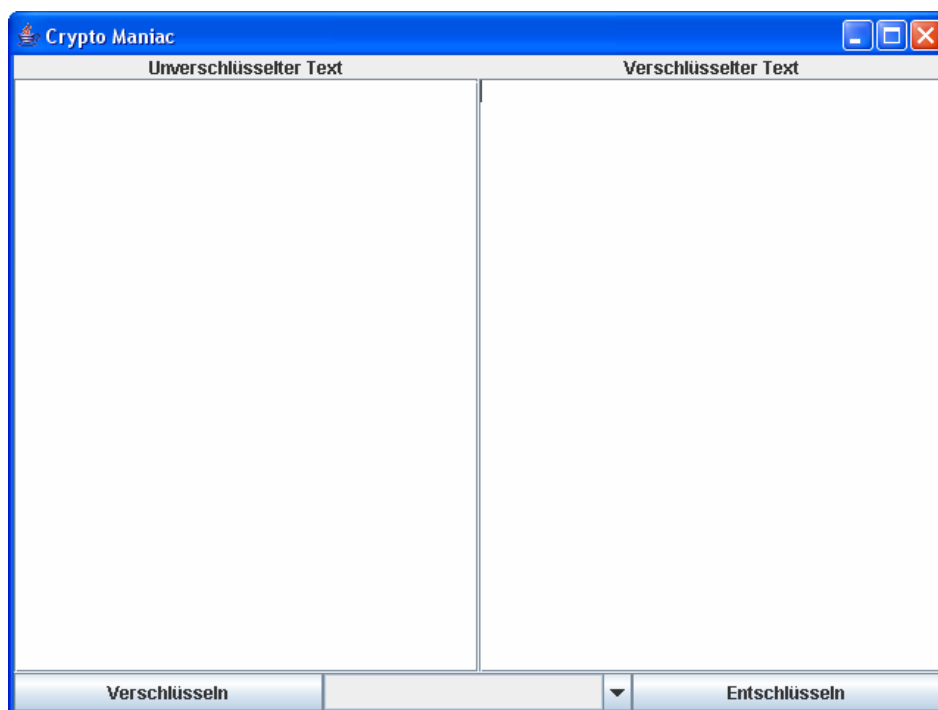 Crypto Maniac
Unverschlüsselter Text Verschlüsselter Text
Verschlüsseln Entschlüsseln